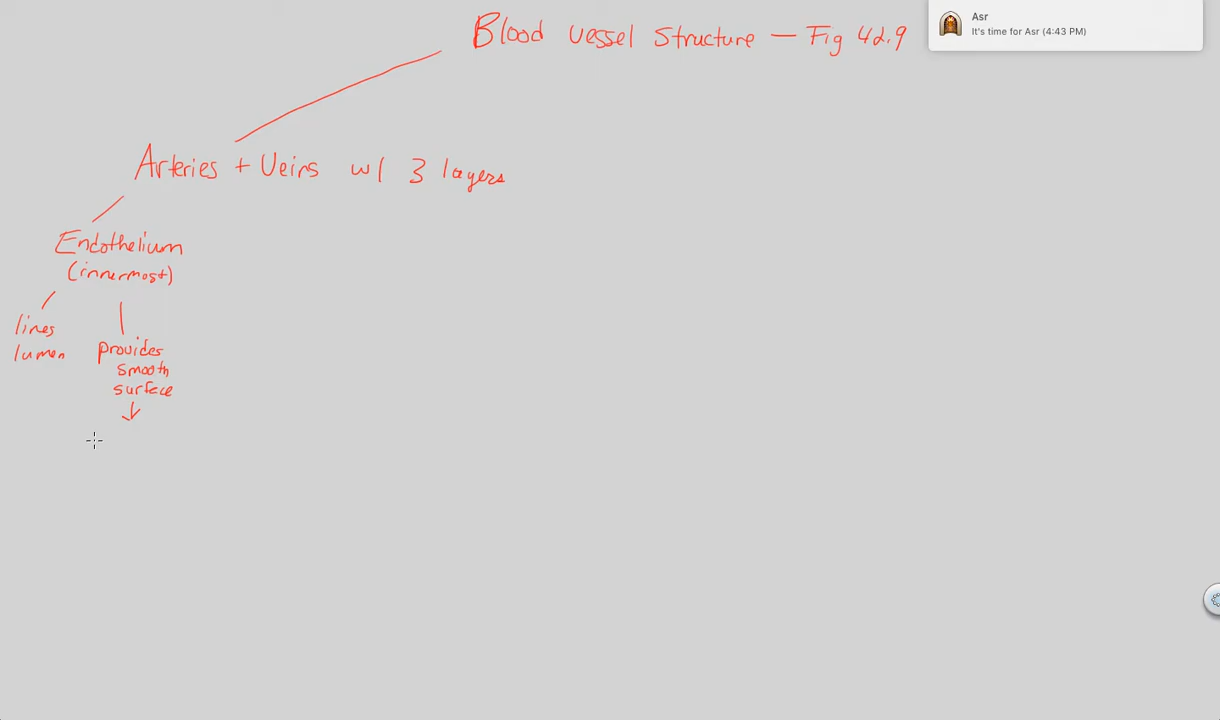 Blood vessel structure — Fig 42.9
Asr
It's time for Asr (4:43 PM)
Arteries + Veins w/ 3 layers
Endothelium
(innermost)
lines
lumen
provides
smooth
surface